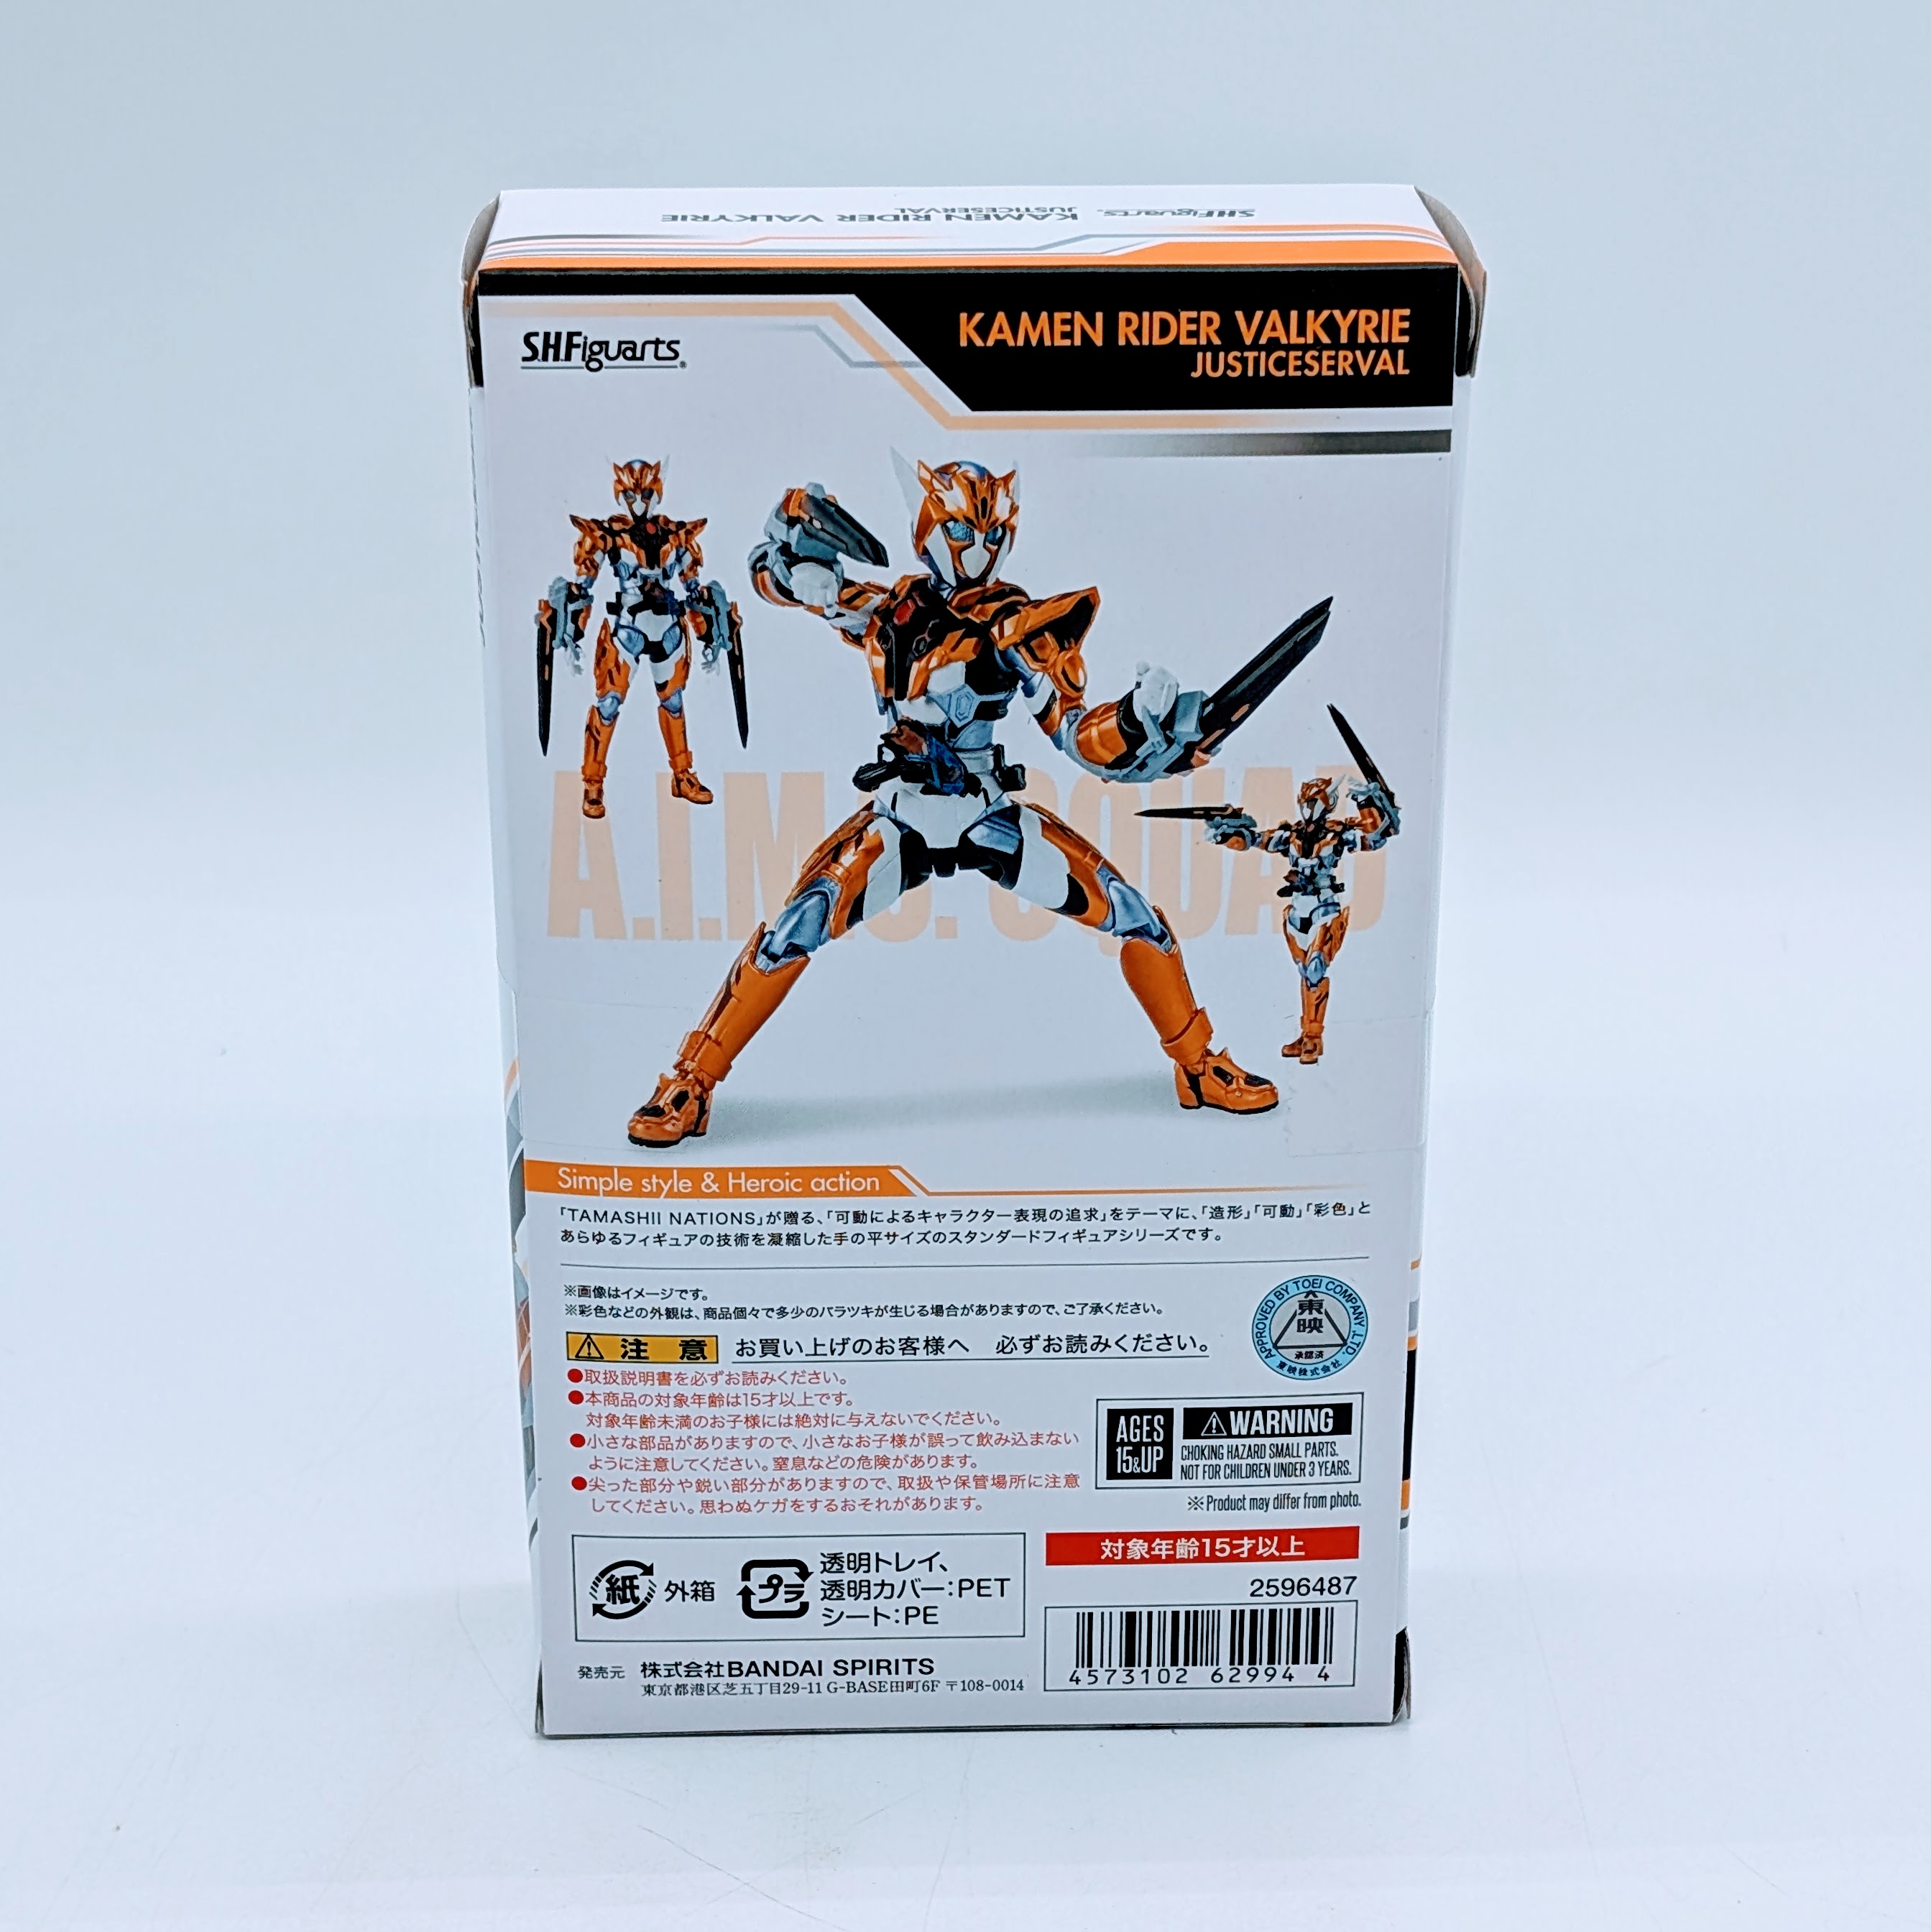 S.H.Figuarts KAMEN RIDER VALKYRIE
JUSTICESERVAL
S.H.Figuarts
KAMEN RIDER VALKYRIE
JUSTICESERVAL
SQUAD
Simple style & Heroic action
「TAMASHII NATIONS」が贈る、「可動によるキャラクター表現の追求」をテーマに、「造形」「可動」「彩色」と
あらゆるフィギュアの技術を凝縮した手の平サイズのスタンダードフィギュアシリーズです。
※画像はイメージです。
※彩色などの外観は、商品個々で多少のバラツキが生じる場合がありますので、ご了承ください。
注 意 お買い上げのお客様へ 必ずお読みください。
●取扱説明書を必ずお読みください。
●本商品の対象年齢は15才以上です。
対象年齢未満のお子様には絶対に与えないでください。
●小さな部品がありますので、小さなお子様が誤って飲み込まない
ように注意してください。窒息などの危険があります。
●尖った部分や鋭い部分がありますので、取扱や保管場所に注意
してください。思わぬケガをするおそれがあります。
APPROVED BY TOEI COMPANY, LTD.
東映
承認済
東映株式会社
AGES
15&UP
WARNING
CHOKING HAZARD SMALL PARTS.
NOT FOR CHILDREN UNDER 3 YEARS.
※Product may differ from photo.
紙 外箱
プラ
透明トレイ、
透明カバー:PET
シート:PE
対象年齢15才以上
2596487
4573102 62994 4
発売元 株式会社BANDAI SPIRITS
東京都港区芝五丁目29-11 G-BASE田町6F 〒108-0014